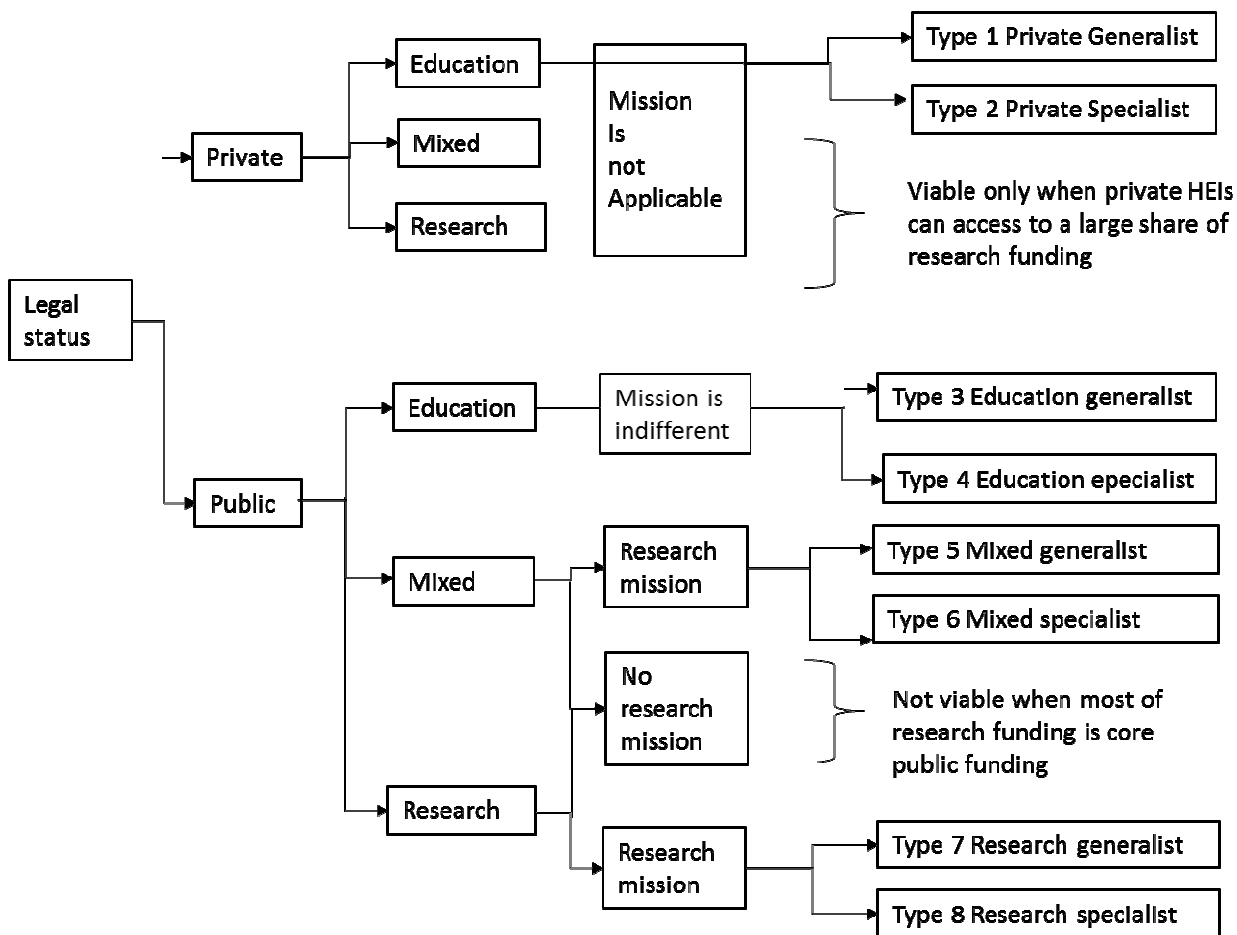 Type 1 Private Generalist
Education
Mission
Is
not
Applicable
Type 2 Private Specialist
Mixed
Private
Research
Viable only when private HEIs
can access to a large share of
research funding
Legal
status
Education
Mission is
indifferent
Type 3 Education generalist
Type 4 Education epecialist
Public
Mixed
Research
mission
Type 5 Mixed generalist
Type 6 Mixed specialist
No
research
mission
Not viable when most of
research funding is core
public funding
Research
Research
mission
Type 7 Research generalist
Type 8 Research specialist